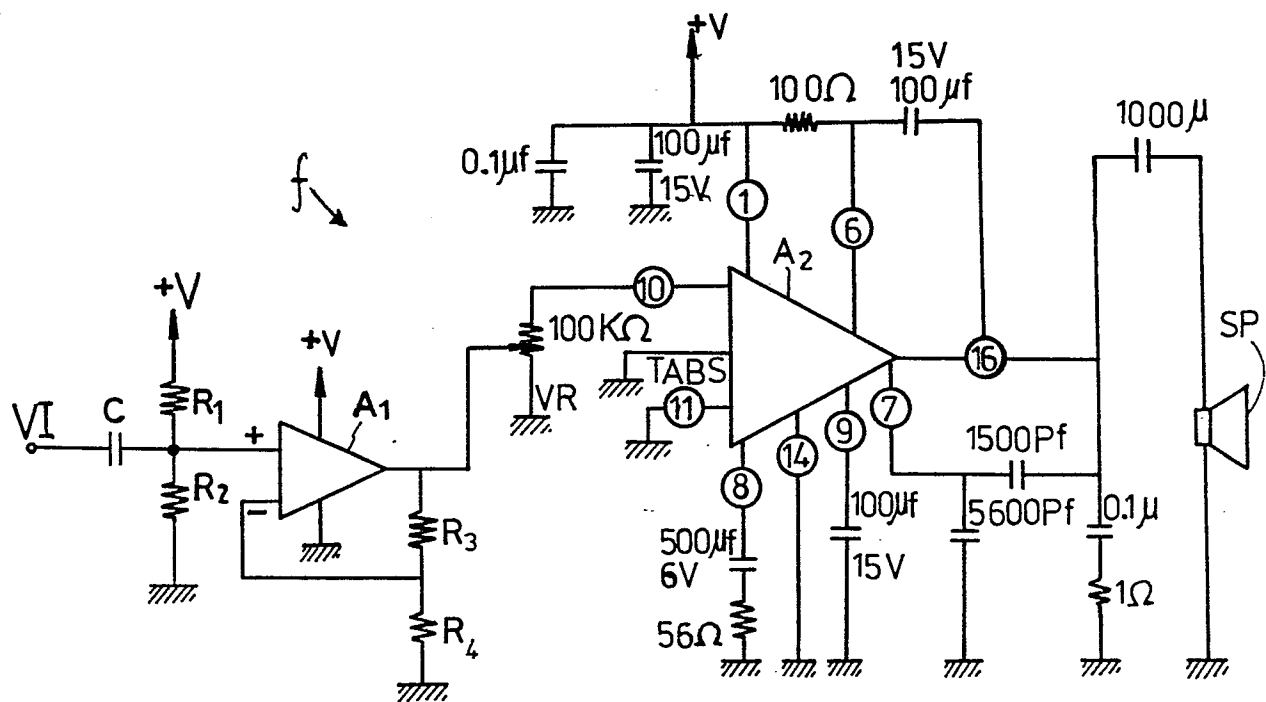 +V
15V
100Ω
100µf
1000µ
0.1µf
100µf
15V
f
1
6
A2
+V
10
+V
100KΩ
SP
TABS
16
VI
C
R1
A1
VR
11
7
+
9
1500Pf
R2
−
14
8
100µf
5600Pf
0.1µ
R3
500µf
6V
15V
1Ω
56Ω
R4